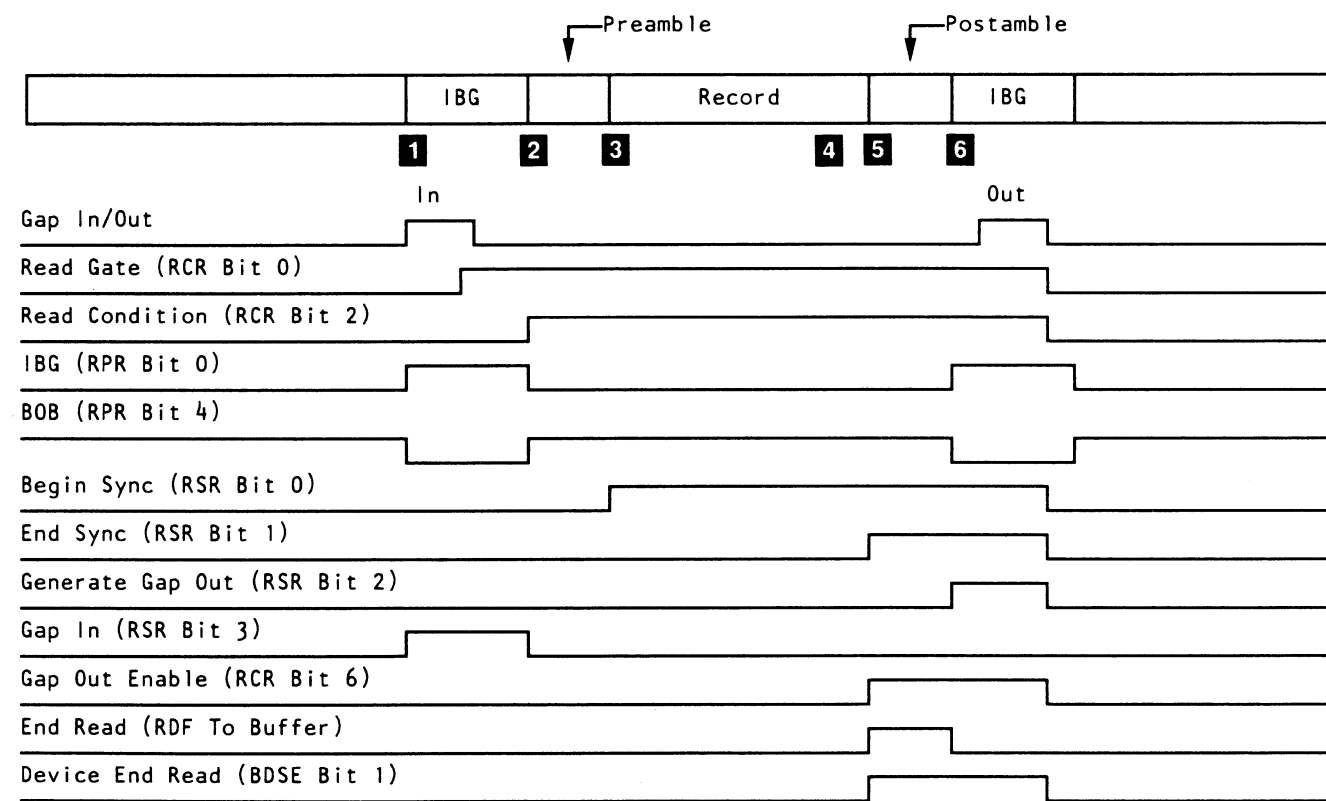 Preamble Postamble
IBG Record IBG
1 2 3 4 5 6
In Out
Gap In/Out
Read Gate (RCR Bit 0)
Read Condition (RCR Bit 2)
IBG (RPR Bit 0)
BOB (RPR Bit 4)
Begin Sync (RSR Bit 0)
End Sync (RSR Bit 1)
Generate Gap Out (RSR Bit 2)
Gap In (RSR Bit 3)
Gap Out Enable (RCR Bit 6)
End Read (RDF To Buffer)
Device End Read (BDSE Bit 1)